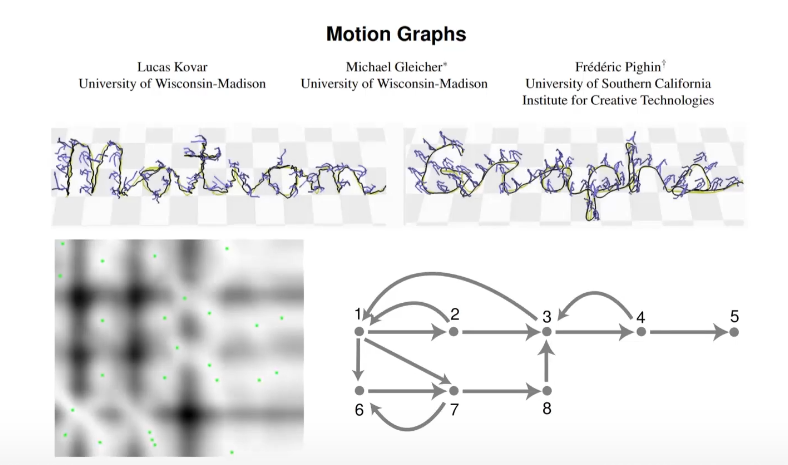 Motion Graphs
Lucas Kovar
University of Wisconsin-Madison
Michael Gleicher*
University of Wisconsin-Madison
Frédéric Pighin†
University of Southern California
Institute for Creative Technologies
Motion Graphs
1 2 3 4 5
6 7 8